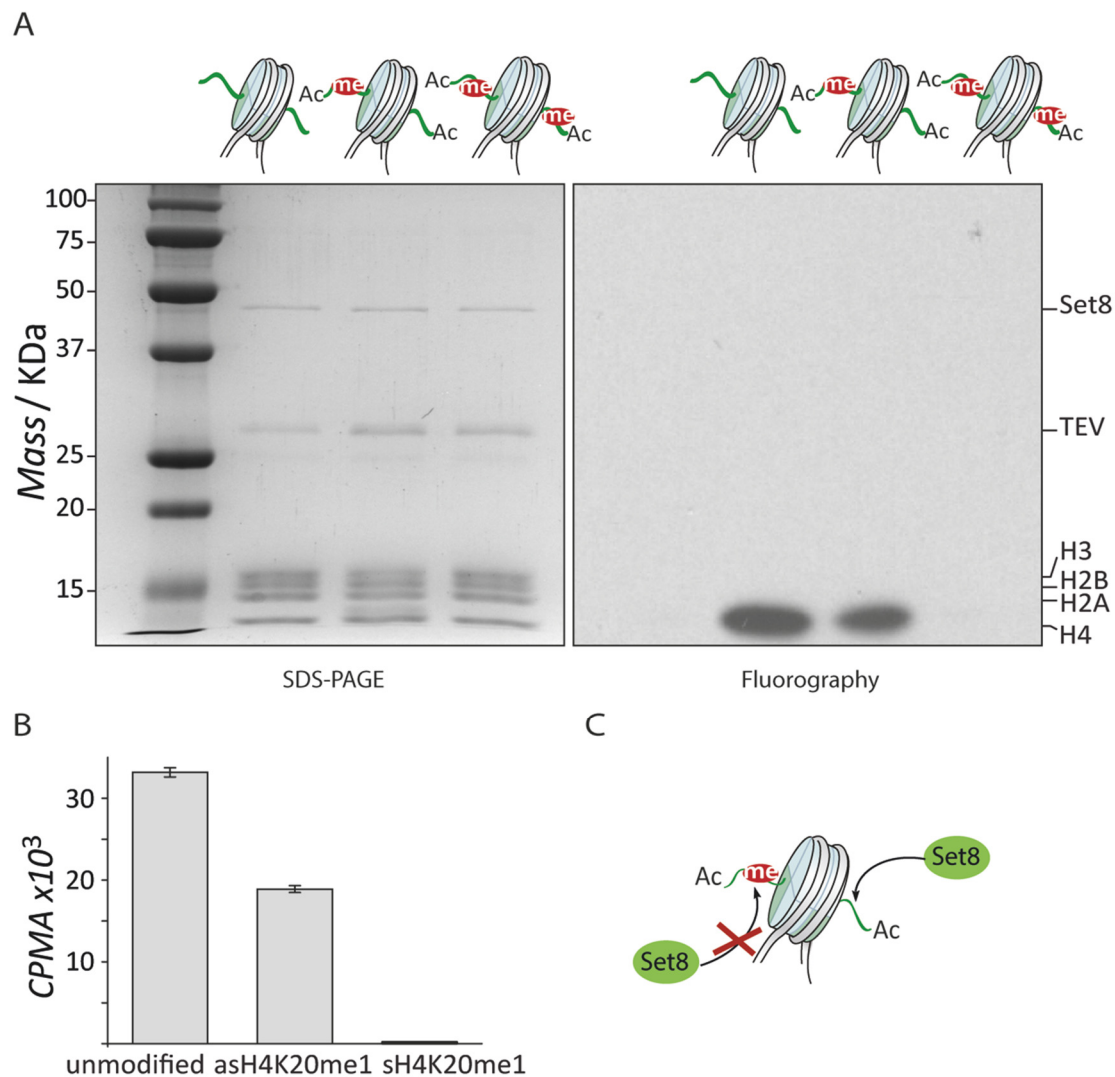 A
Ac
me
Ac
me
me
Ac
Ac
me
Ac
me
me
Ac
100
75
50
37
25
20
15
Mass / KDa
Set8
TEV
H3
H2B
H2A
H4
SDS-PAGE
Fluorography
B
C
30
20
10
CPMA x10³
unmodified asH4K20me1 sH4K20me1
Ac
me
Set8
Ac
Set8